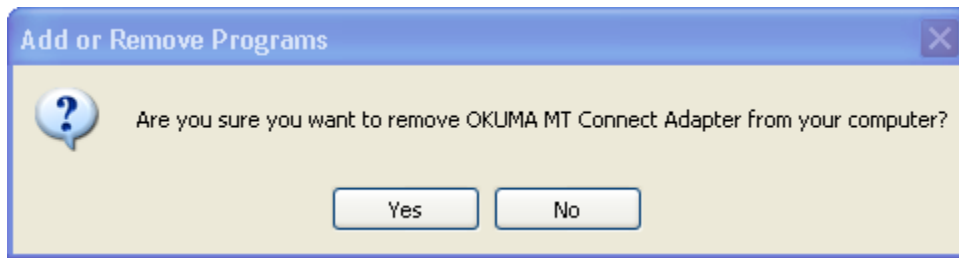 Add or Remove Programs
Are you sure you want to remove OKUMA MT Connect Adapter from your computer?
Yes
No